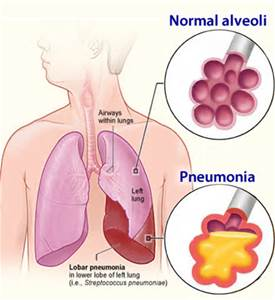 Normal alveoli
Airways
within lungs
Left
lung
Pneumonia
Lobar pneumonia
in lower lobe of left lung
(i.e., Streptococcus pneumoniae)